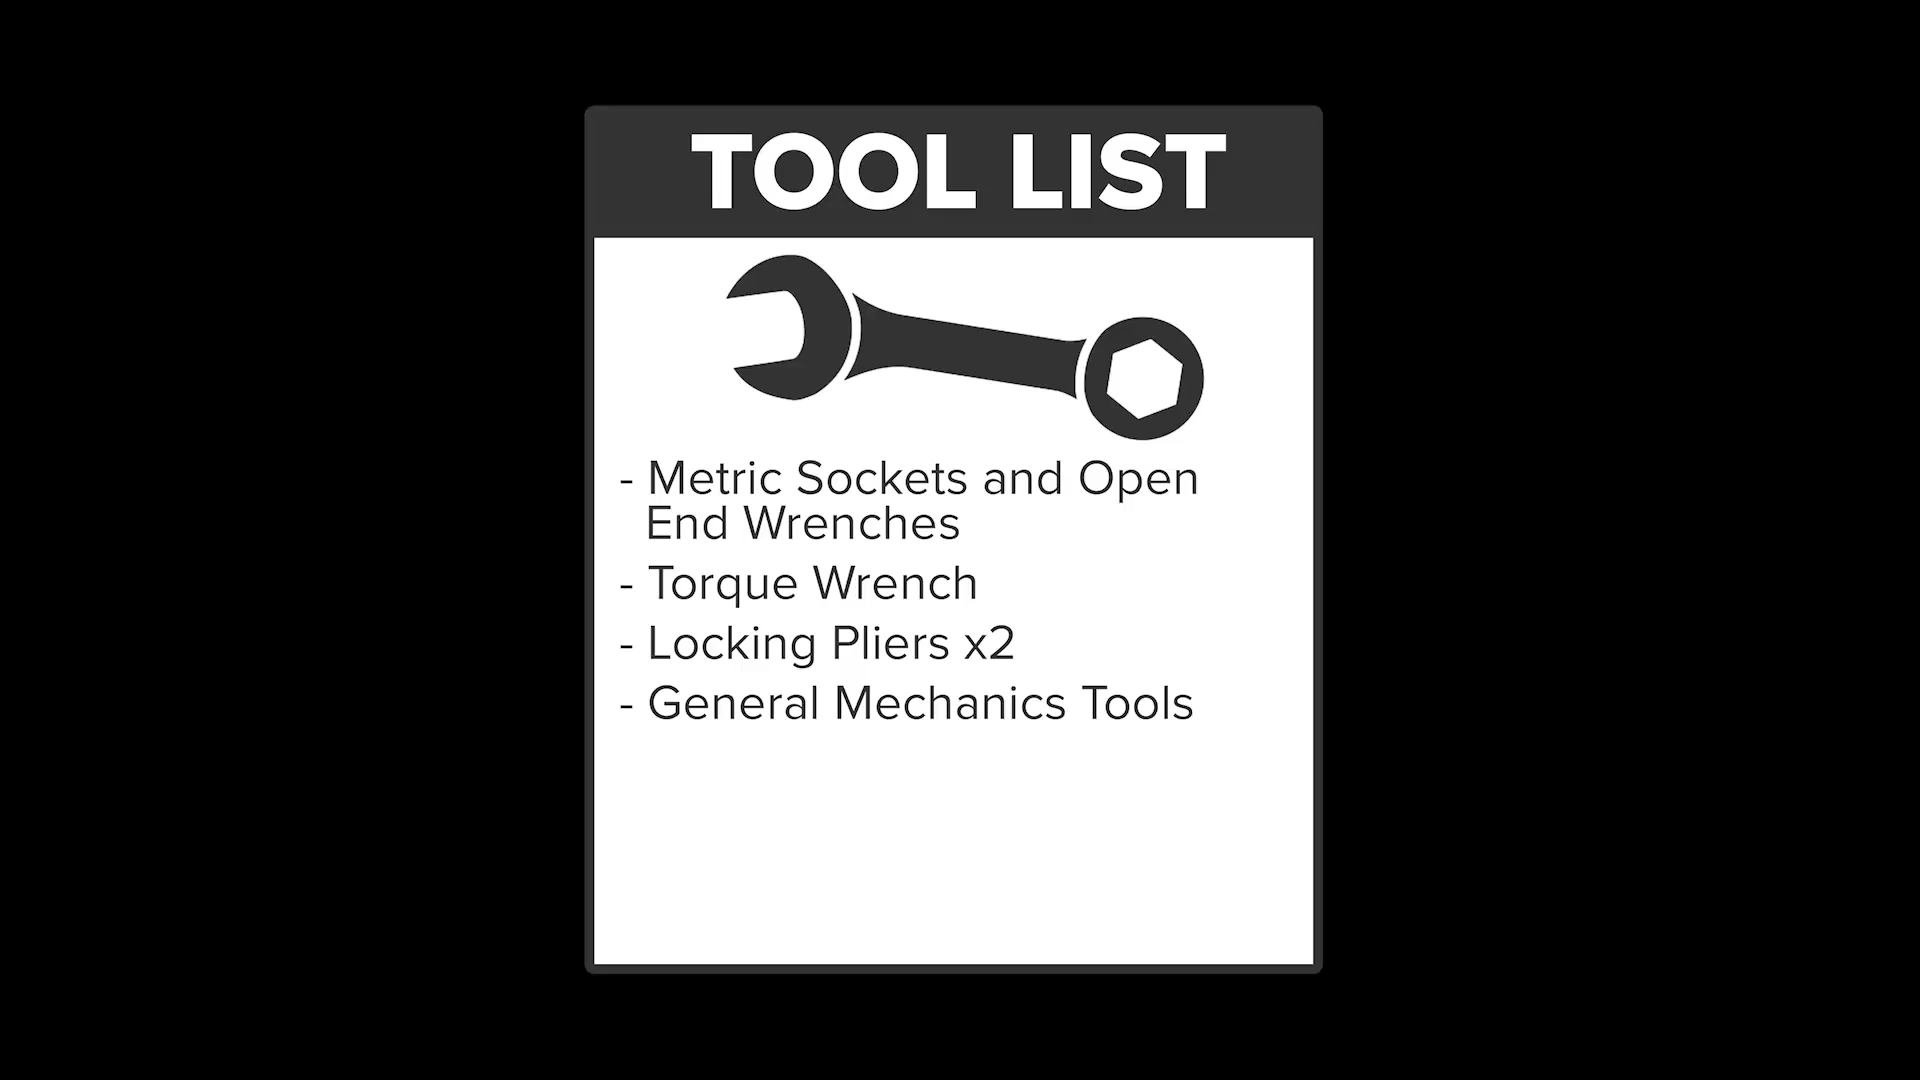 TOOL LIST
- Metric Sockets and Open
End Wrenches
- Torque Wrench
- Locking Pliers x2
- General Mechanics Tools